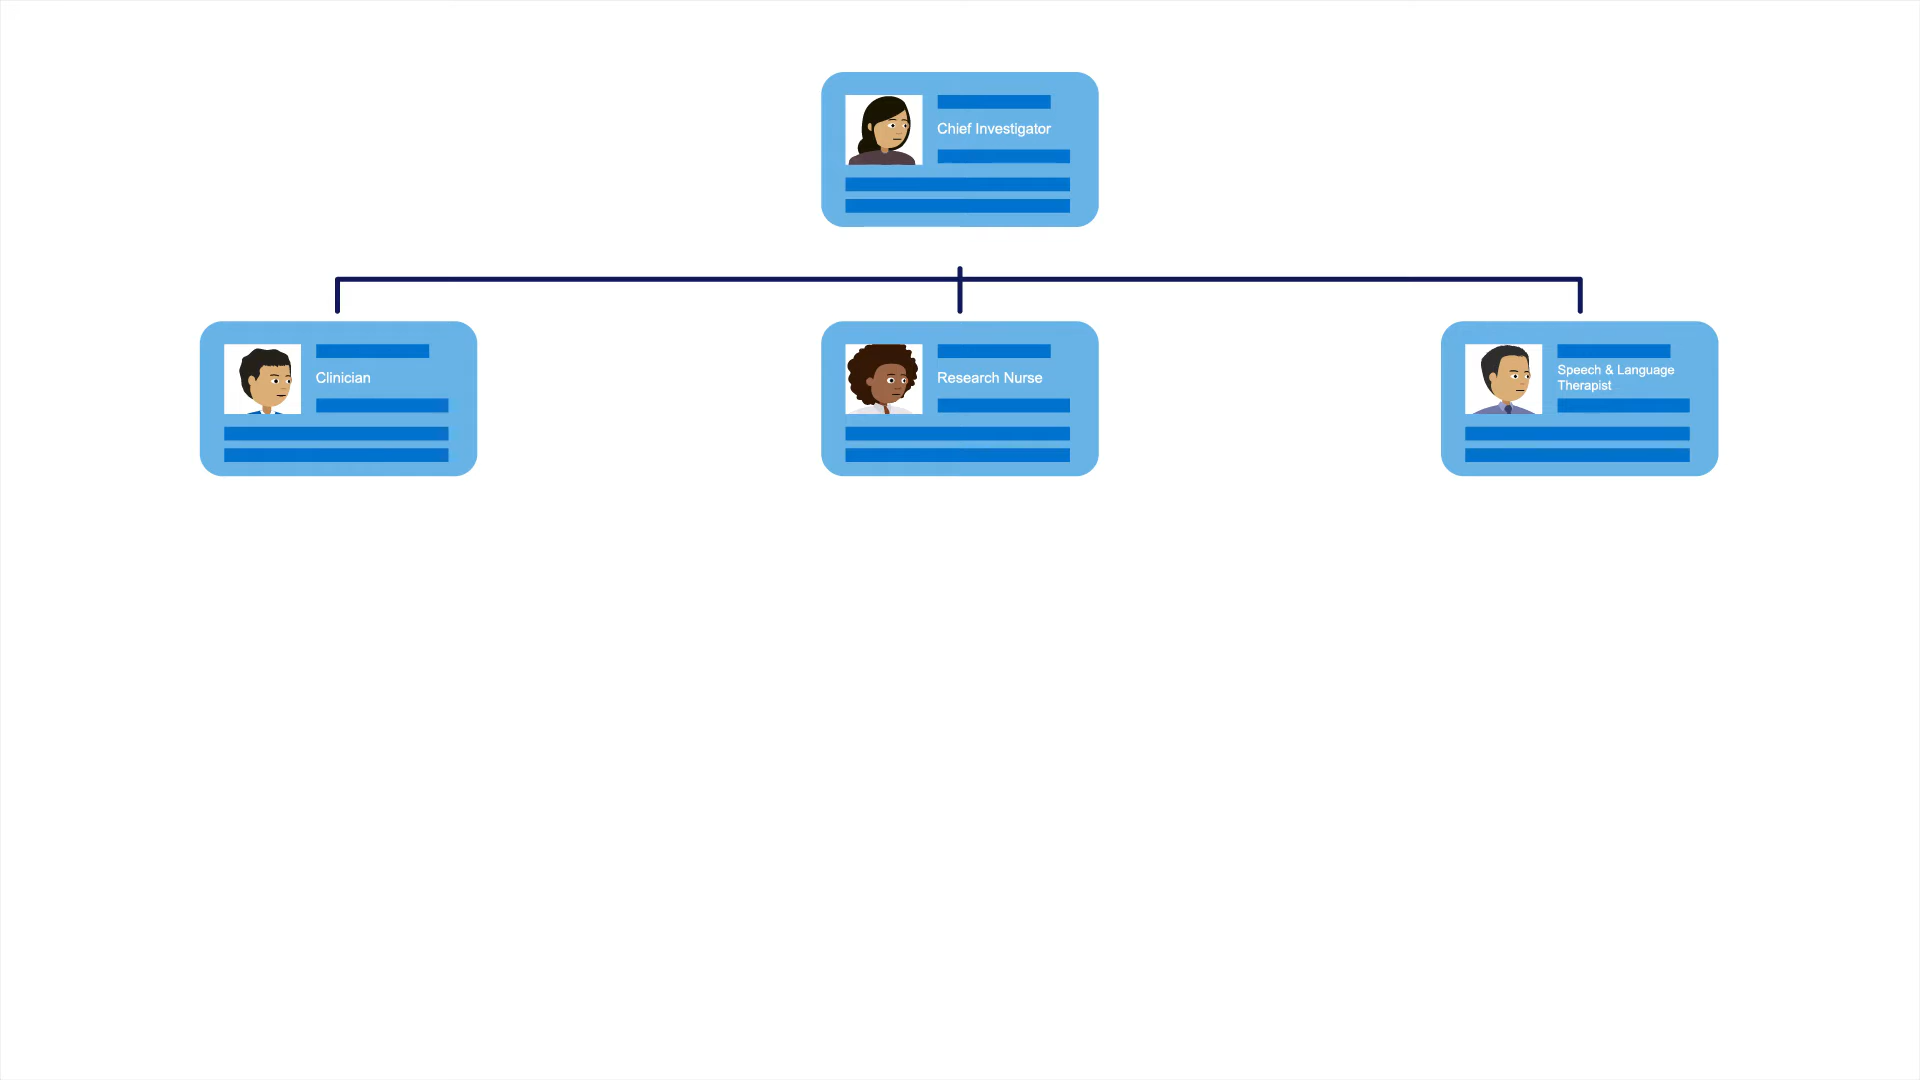 Chief Investigator
Clinician
Research Nurse
Speech & Language
Therapist